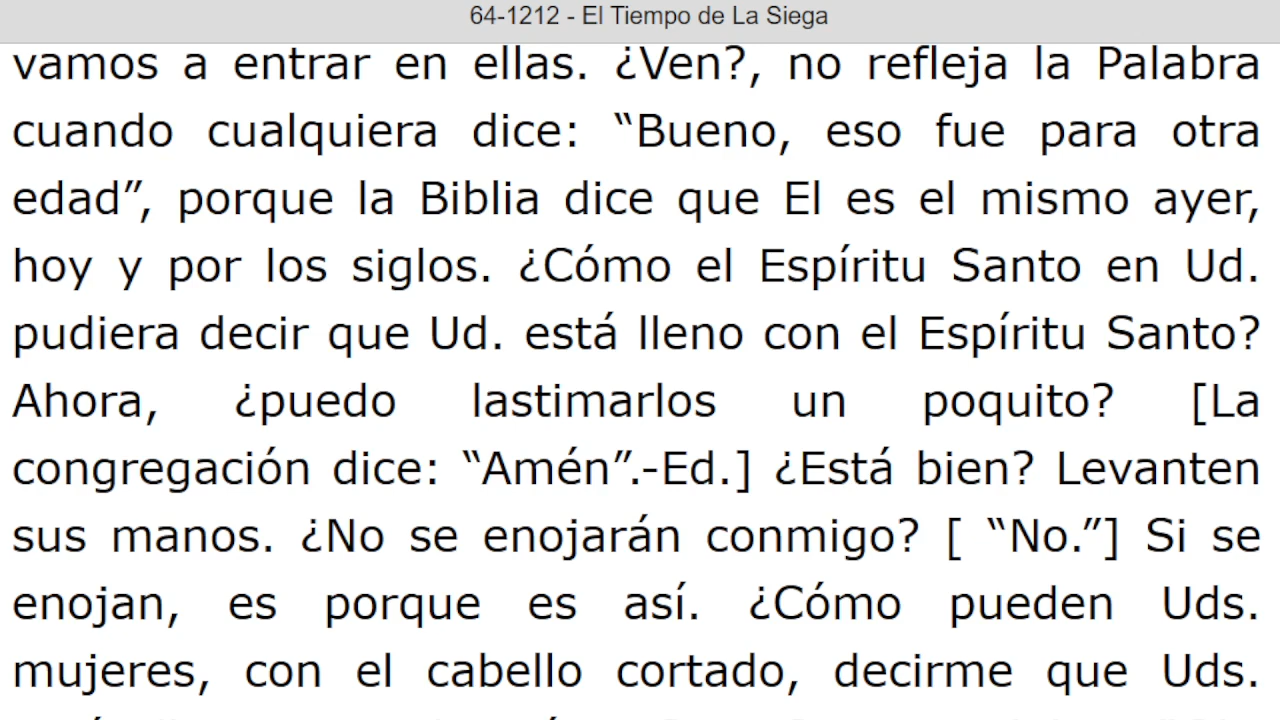 64-1212 - El Tiempo de La Siega
vamos a entrar en ellas. ¿Ven?, no refleja la Palabra
cuando cualquiera dice: “Bueno, eso fue para otra
edad”, porque la Biblia dice que El es el mismo ayer,
hoy y por los siglos. ¿Cómo el Espíritu Santo en Ud.
pudiera decir que Ud. está lleno con el Espíritu Santo?
Ahora, ¿puedo lastimarlos un poquito? [La
congregación dice: “Amén”.-Ed.] ¿Está bien? Levanten
sus manos. ¿No se enojarán conmigo? [ “No.”] Si se
enojan, es porque es así. ¿Cómo pueden Uds.
mujeres, con el cabello cortado, decirme que Uds.